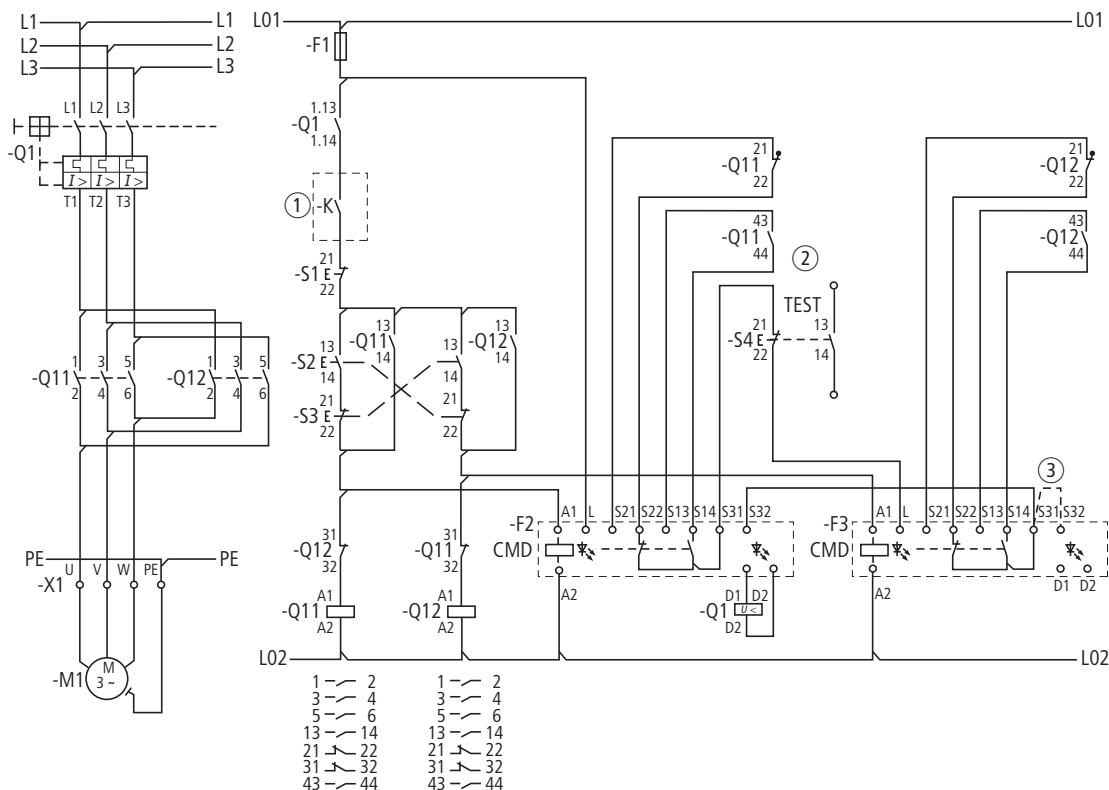 L1 L1
L2 L2
L3 L3
L1 L2 L3
-Q1
I > I > I >
T1 T2 T3
1 3 5 1 3 5
-Q11 -Q12
2 4 6 2 4 6
PE PE
U V W PE
-X1
-M1 M
3 ~
L01 L01
-F1
1.13
-Q1
1.14
1 -K
21
-S1 E
22
13 13
-Q11 -Q12
14 14
13 13
-S2 E
14 14
21 21
-S3 E
22 22
31 31
-Q12 -Q11
32 32
A1 A1
-Q11 -Q12
A2 A2
L02 L02
21 21
-Q11 -Q12
22 22
43 43
-Q11 -Q12
44 44
2
TEST
21 13
-S4 E
22 14
3
A1 L S21 S22 S13 S14 S31 S32
-F2
CMD
A2
D1 D2
-Q1 U <
D2
A1 L S21 S22 S13 S14 S31 S32
-F3
CMD
A2
D1 D2
1 2 1 2
3 4 3 4
5 6 5 6
13 14 13 14
21 22 21 22
31 32 31 32
43 44 43 44